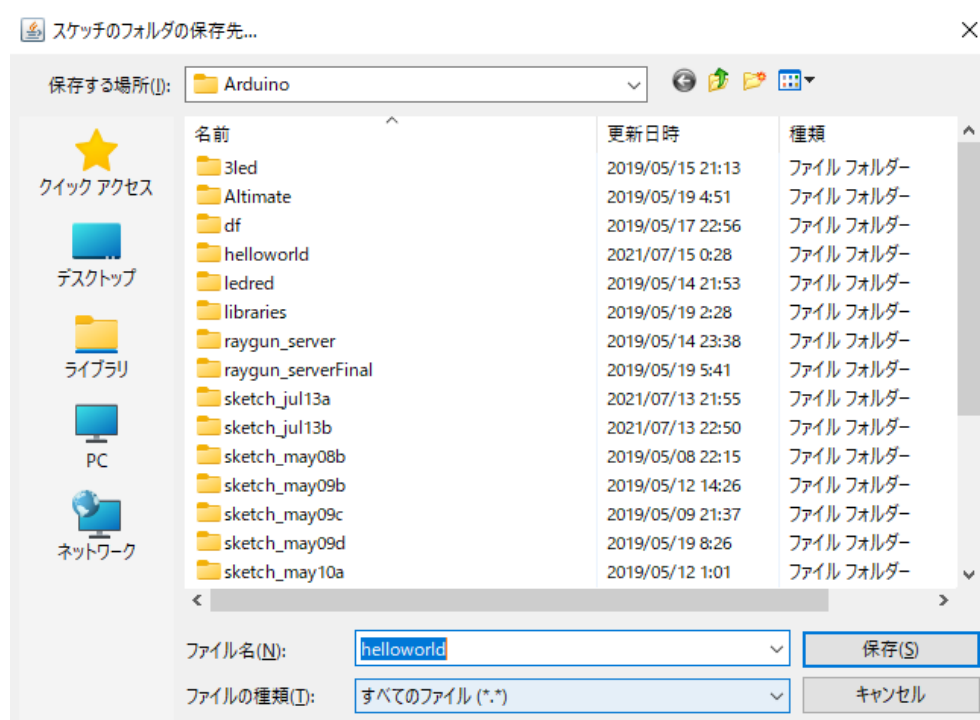 スケッチのフォルダの保存先...
保存する場所(I): Arduino
クイック アクセス
デスクトップ
ライブラリ
PC
ネットワーク
名前 更新日時 種類
3led 2019/05/15 21:13 ファイル フォルダー
Altimate 2019/05/19 4:51 ファイル フォルダー
df 2019/05/17 22:56 ファイル フォルダー
helloworld 2021/07/15 0:28 ファイル フォルダー
ledred 2019/05/14 21:53 ファイル フォルダー
libraries 2019/05/19 2:28 ファイル フォルダー
raygun_server 2019/05/14 23:38 ファイル フォルダー
raygun_serverFinal 2019/05/19 5:41 ファイル フォルダー
sketch_jul13a 2021/07/13 21:55 ファイル フォルダー
sketch_jul13b 2021/07/13 22:50 ファイル フォルダー
sketch_may08b 2019/05/08 22:15 ファイル フォルダー
sketch_may09b 2019/05/12 14:26 ファイル フォルダー
sketch_may09c 2019/05/09 21:37 ファイル フォルダー
sketch_may09d 2019/05/19 8:26 ファイル フォルダー
sketch_may10a 2019/05/12 1:01 ファイル フォルダー
ファイル名(N): helloworld 保存(S)
ファイルの種類(T): すべてのファイル (*.*) キャンセル